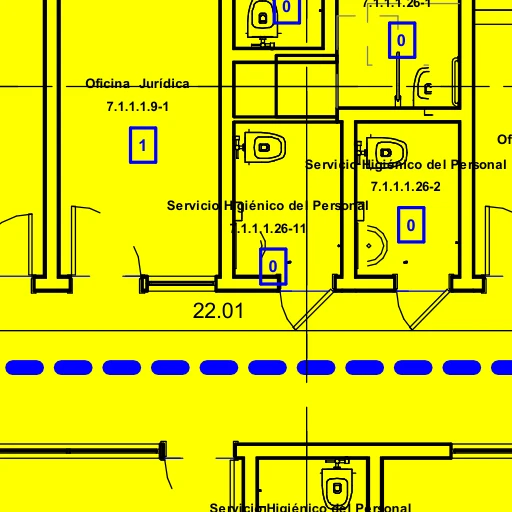 0
7.1.1.1.26-1
0
Oficina Jurídica
7.1.1.1.9-1
1
Of
Servicio Higiénico del Personal
7.1.1.1.26-2
Servicio Higiénico del Personal
7.1.1.1.26-11
0
0
22.01
Servicio Higiénico del Personal